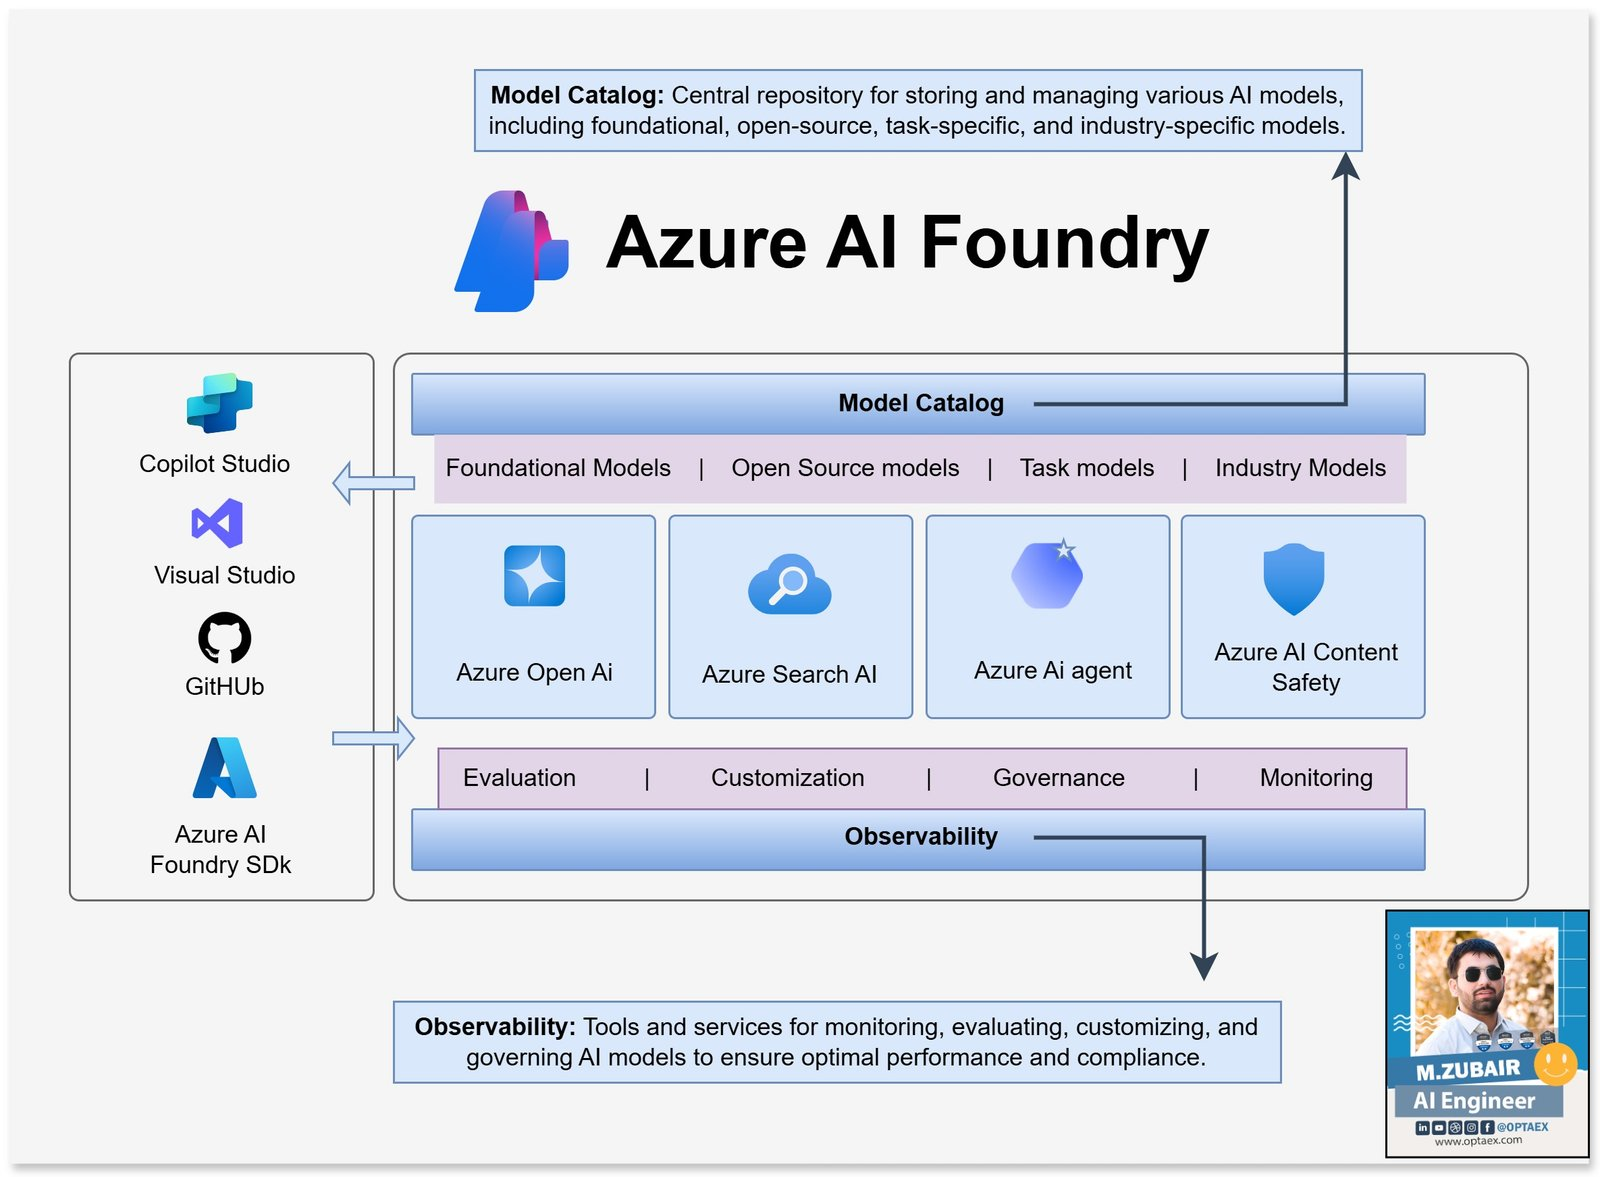 Model Catalog: Central repository for storing and managing various AI models,
including foundational, open-source, task-specific, and industry-specific models.
Azure AI Foundry
Copilot Studio
Visual Studio
GitHUb
Azure AI
Foundry SDk
Model Catalog
Foundational Models | Open Source models | Task models | Industry Models
Azure Open Ai
Azure Search AI
Azure Ai agent
Azure AI Content
Safety
Evaluation | Customization | Governance | Monitoring
Observability
Observability: Tools and services for monitoring, evaluating, customizing, and
governing AI models to ensure optimal performance and compliance.
M.ZUBAIR
AI Engineer
@OPTAEX
www.optaex.com